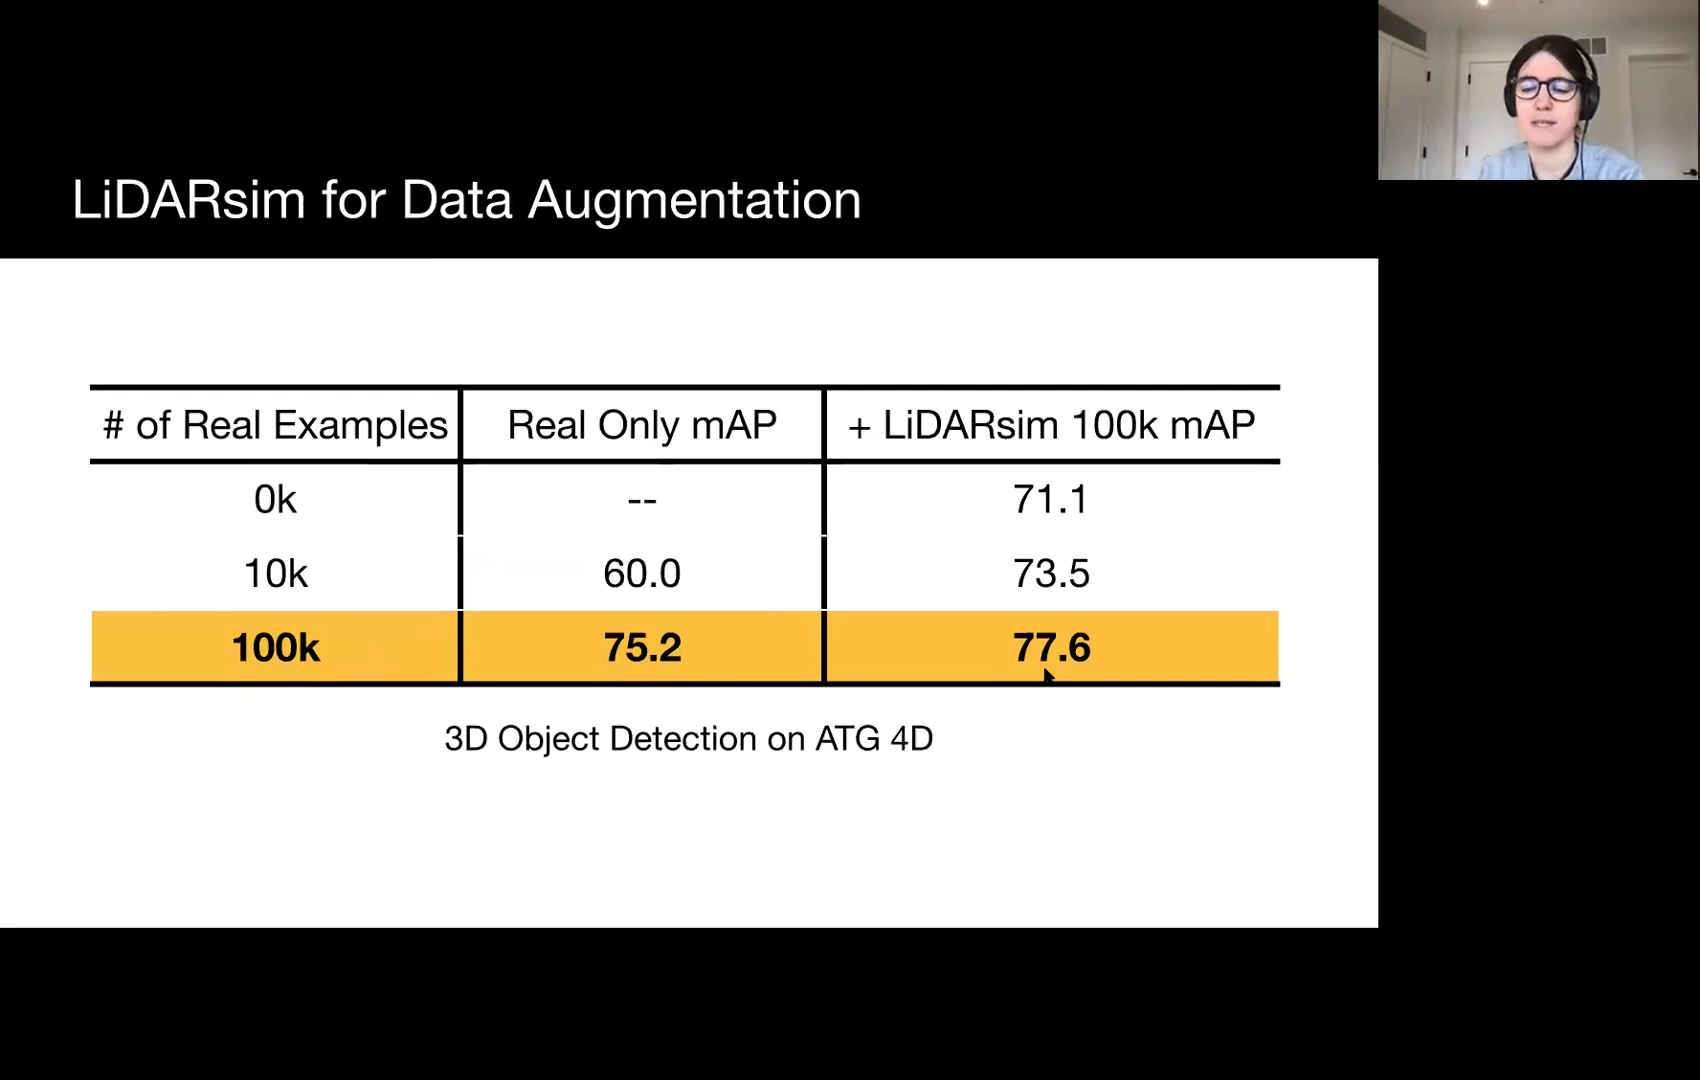 LiDARsim for Data Augmentation
# of Real Examples Real Only mAP + LiDARsim 100k mAP
0k -- 71.1
10k 60.0 73.5
100k 75.2 77.6
3D Object Detection on ATG 4D